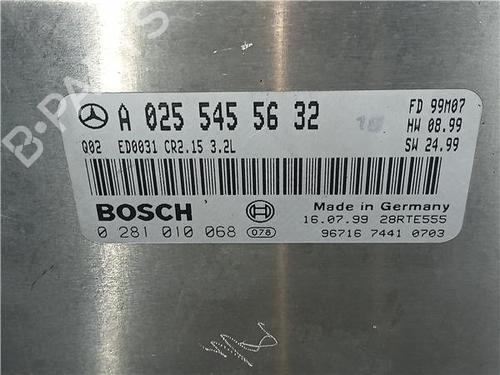 A 025 545 56 32 FD 99M07
HW 08.99
Q02 ED0031 CR2.15 3.2L SW 24.99
BOSCH Made in Germany
16.07.99 28RTE555
0 281 010 068 078 96716 7441 0703
B-PARTS